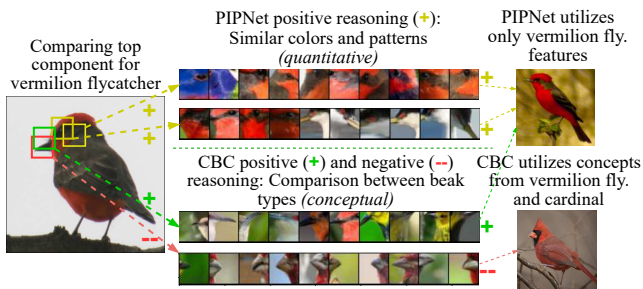 Comparing top
component for
vermilion flycatcher
+
+
+
--
PIPNet positive reasoning (+):
Similar colors and patterns
(quantitative)
+
+
CBC positive (+) and negative (--)
reasoning: Comparison between beak
types (conceptual)
+
--
PIPNet utilizes
only vermilion fly.
features
CBC utilizes concepts
from vermilion fly.
and cardinal